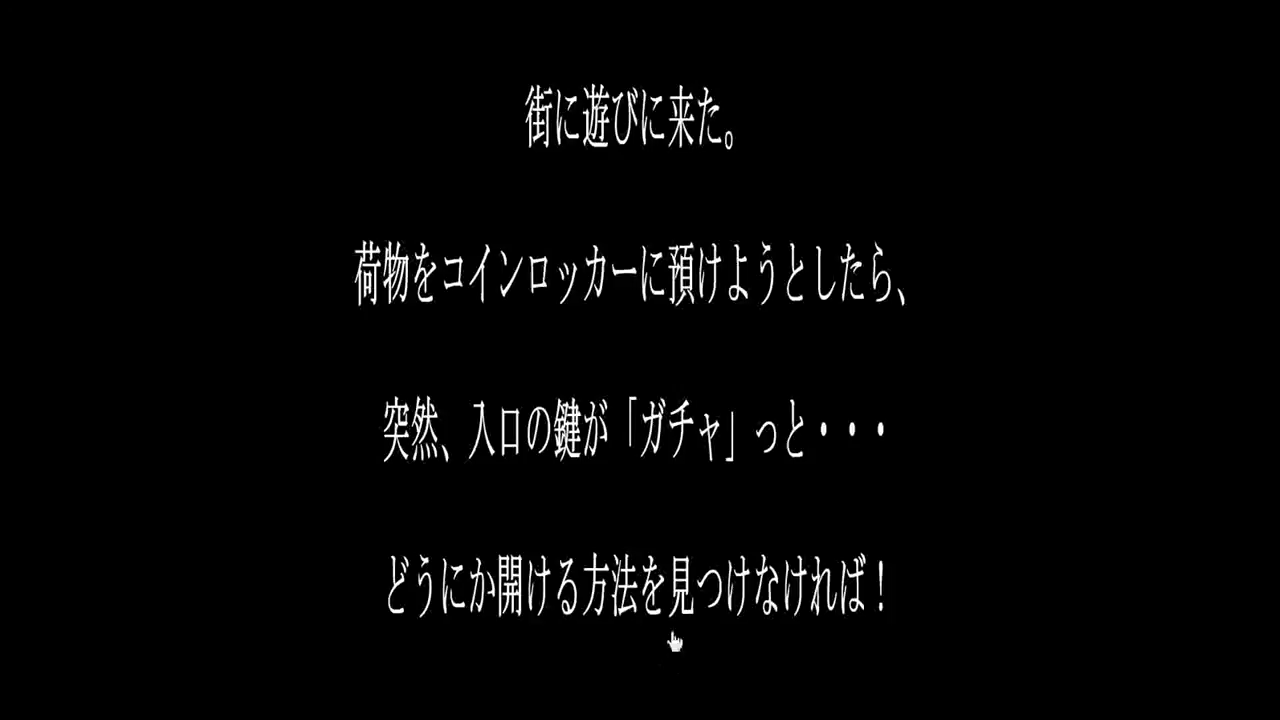 街に遊びに来た。
荷物をコインロッカーに預けようとしたら、
突然、入口の鍵が「ガチャ」っと・・・
どうにか開ける方法を見つけなければ！